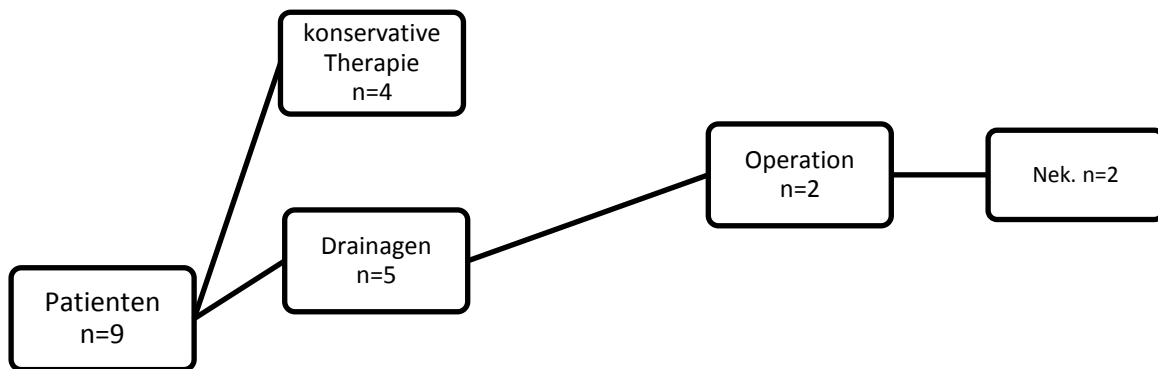 konservative
Therapie
n=4
Operation
n=2
Nek. n=2
Drainagen
n=5
Patienten
n=9